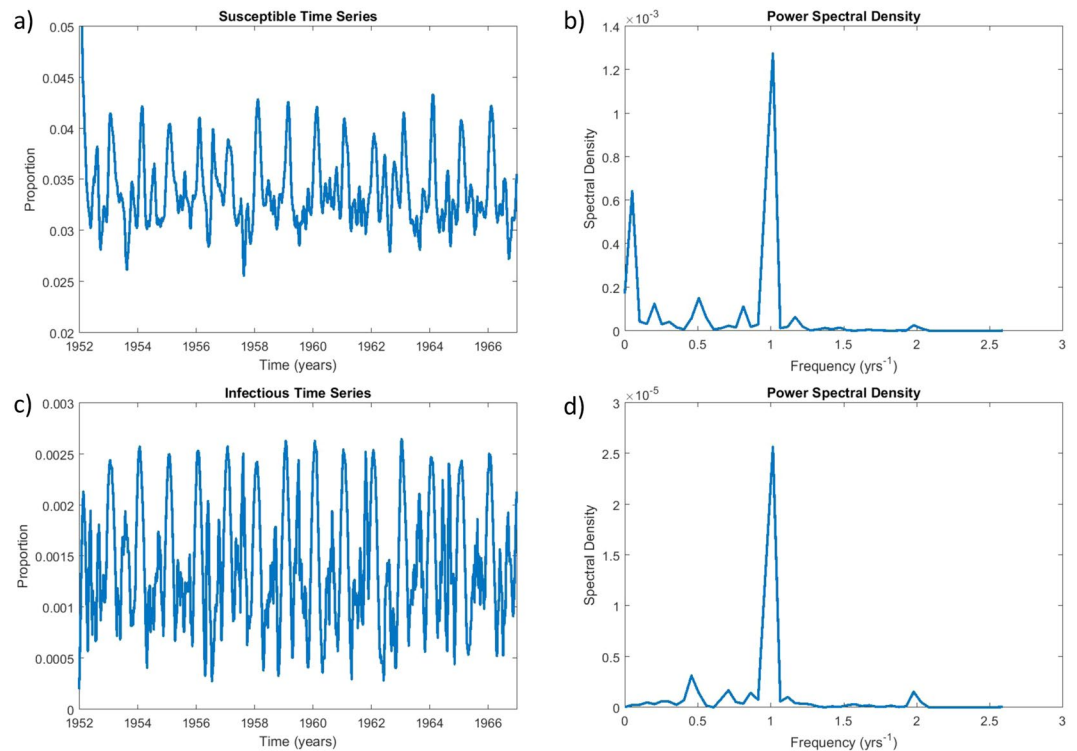 a)
Susceptible Time Series
0.05
0.045
0.04
0.035
0.03
0.025
0.02
Proportion
1952 1954 1956 1958 1960 1962 1964 1966
Time (years)
b)
Power Spectral Density
×10⁻³
1.4
1.2
1
0.8
0.6
0.4
0.2
0
Spectral Density
0 0.5 1 1.5 2 2.5 3
Frequency (yrs⁻¹)
c)
Infectious Time Series
0.003
0.0025
0.002
0.0015
0.001
0.0005
0
Proportion
1952 1954 1956 1958 1960 1962 1964 1966
Time (years)
d)
Power Spectral Density
×10⁻⁵
3
2.5
2
1.5
1
0.5
0
Spectral Density
0 0.5 1 1.5 2 2.5 3
Frequency (yrs⁻¹)